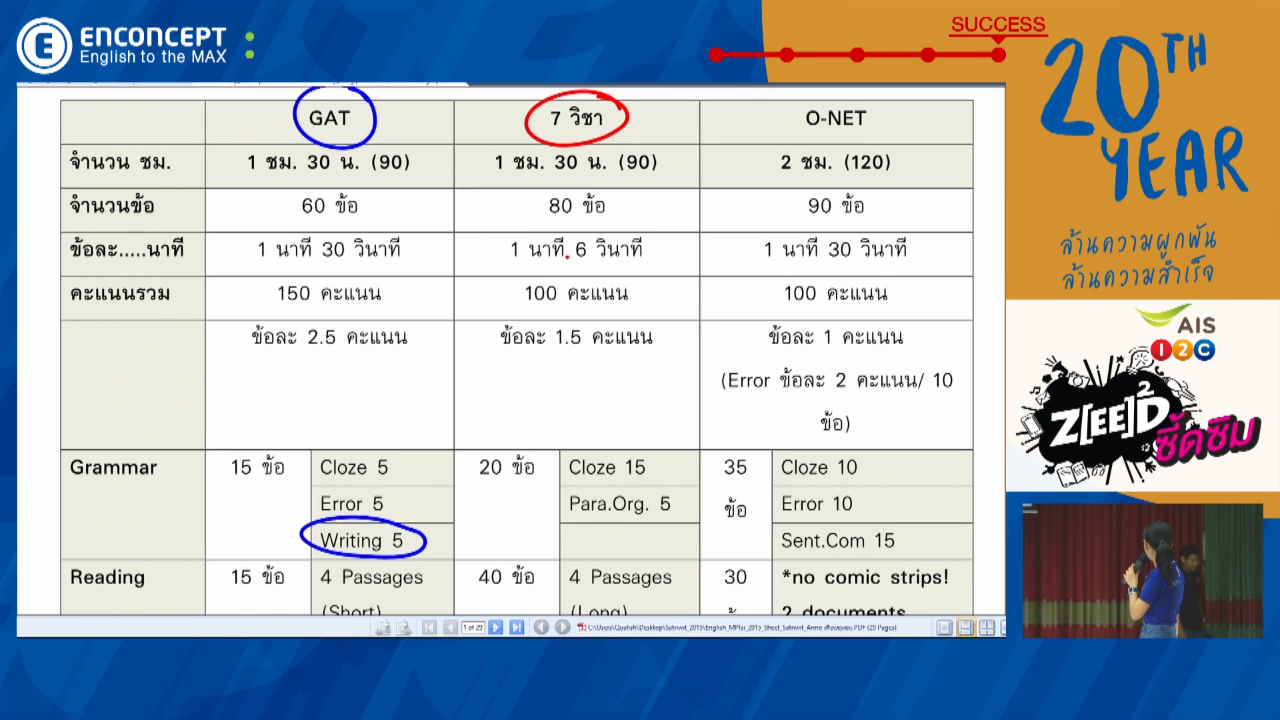 ENCONCEPT
English to the MAX
SUCCESS
20TH
YEAR
ล้านความผูกพัน
ล้านความสำเร็จ
AIS
I2C
Z[EE]D2
ซี้ดซิม
GAT 7 วิชา O-NET
จำนวน ชม. 1 ชม. 30 น. (90) 1 ชม. 30 น. (90) 2 ชม. (120)
จำนวนข้อ 60 ข้อ 80 ข้อ 90 ข้อ
ข้อละ.....นาที 1 นาที 30 วินาที 1 นาที 6 วินาที 1 นาที 30 วินาที
คะแนนรวม 150 คะแนน 100 คะแนน 100 คะแนน
ข้อละ 2.5 คะแนน ข้อละ 1.5 คะแนน ข้อละ 1 คะแนน
(Error ข้อละ 2 คะแนน/ 10
ข้อ)
Grammar 15 ข้อ Cloze 5 20 ข้อ Cloze 15 35 Cloze 10
Error 5 Para.Org. 5 ข้อ Error 10
Writing 5 Sent.Com 15
Reading 15 ข้อ 4 Passages 40 ข้อ 4 Passages 30 *no comic strips!
(Short) (Long) 2 documents
1 of 29